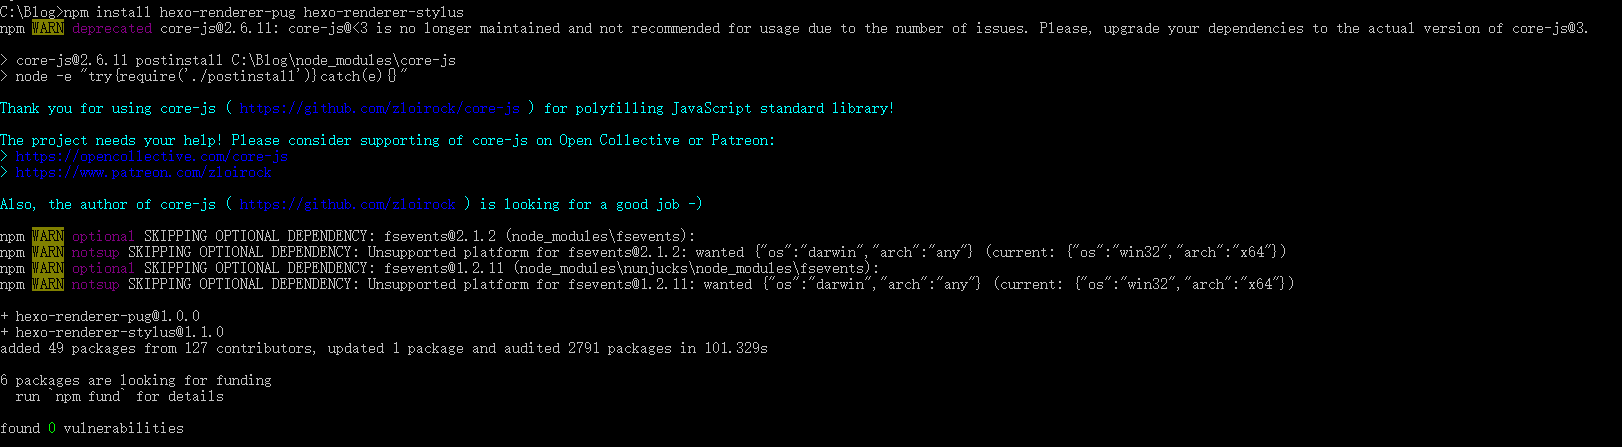 C:\Blog>npm install hexo-renderer-pug hexo-renderer-stylus
npm WARN deprecated core-js@2.6.11: core-js@<3 is no longer maintained and not recommended for usage due to the number of issues. Please, upgrade your dependencies to the actual version of core-js@3.
> core-js@2.6.11 postinstall C:\Blog\node_modules\core-js
> node -e "try{require('./postinstall')}catch(e){}"
Thank you for using core-js ( https://github.com/zloirock/core-js ) for polyfilling JavaScript standard library!
The project needs your help! Please consider supporting of core-js on Open Collective or Patreon:
> https://opencollective.com/core-js
> https://www.patreon.com/zloirock
Also, the author of core-js ( https://github.com/zloirock ) is looking for a good job -)
npm WARN optional SKIPPING OPTIONAL DEPENDENCY: fsevents@2.1.2 (node_modules\fsevents):
npm WARN notsup SKIPPING OPTIONAL DEPENDENCY: Unsupported platform for fsevents@2.1.2: wanted {"os":"darwin","arch":"any"} (current: {"os":"win32","arch":"x64"})
npm WARN optional SKIPPING OPTIONAL DEPENDENCY: fsevents@1.2.11 (node_modules\nunjucks\node_modules\fsevents):
npm WARN notsup SKIPPING OPTIONAL DEPENDENCY: Unsupported platform for fsevents@1.2.11: wanted {"os":"darwin","arch":"any"} (current: {"os":"win32","arch":"x64"})
+ hexo-renderer-pug@1.0.0
+ hexo-renderer-stylus@1.1.0
added 49 packages from 127 contributors, updated 1 package and audited 2791 packages in 101.329s
6 packages are looking for funding
run `npm fund` for details
found 0 vulnerabilities